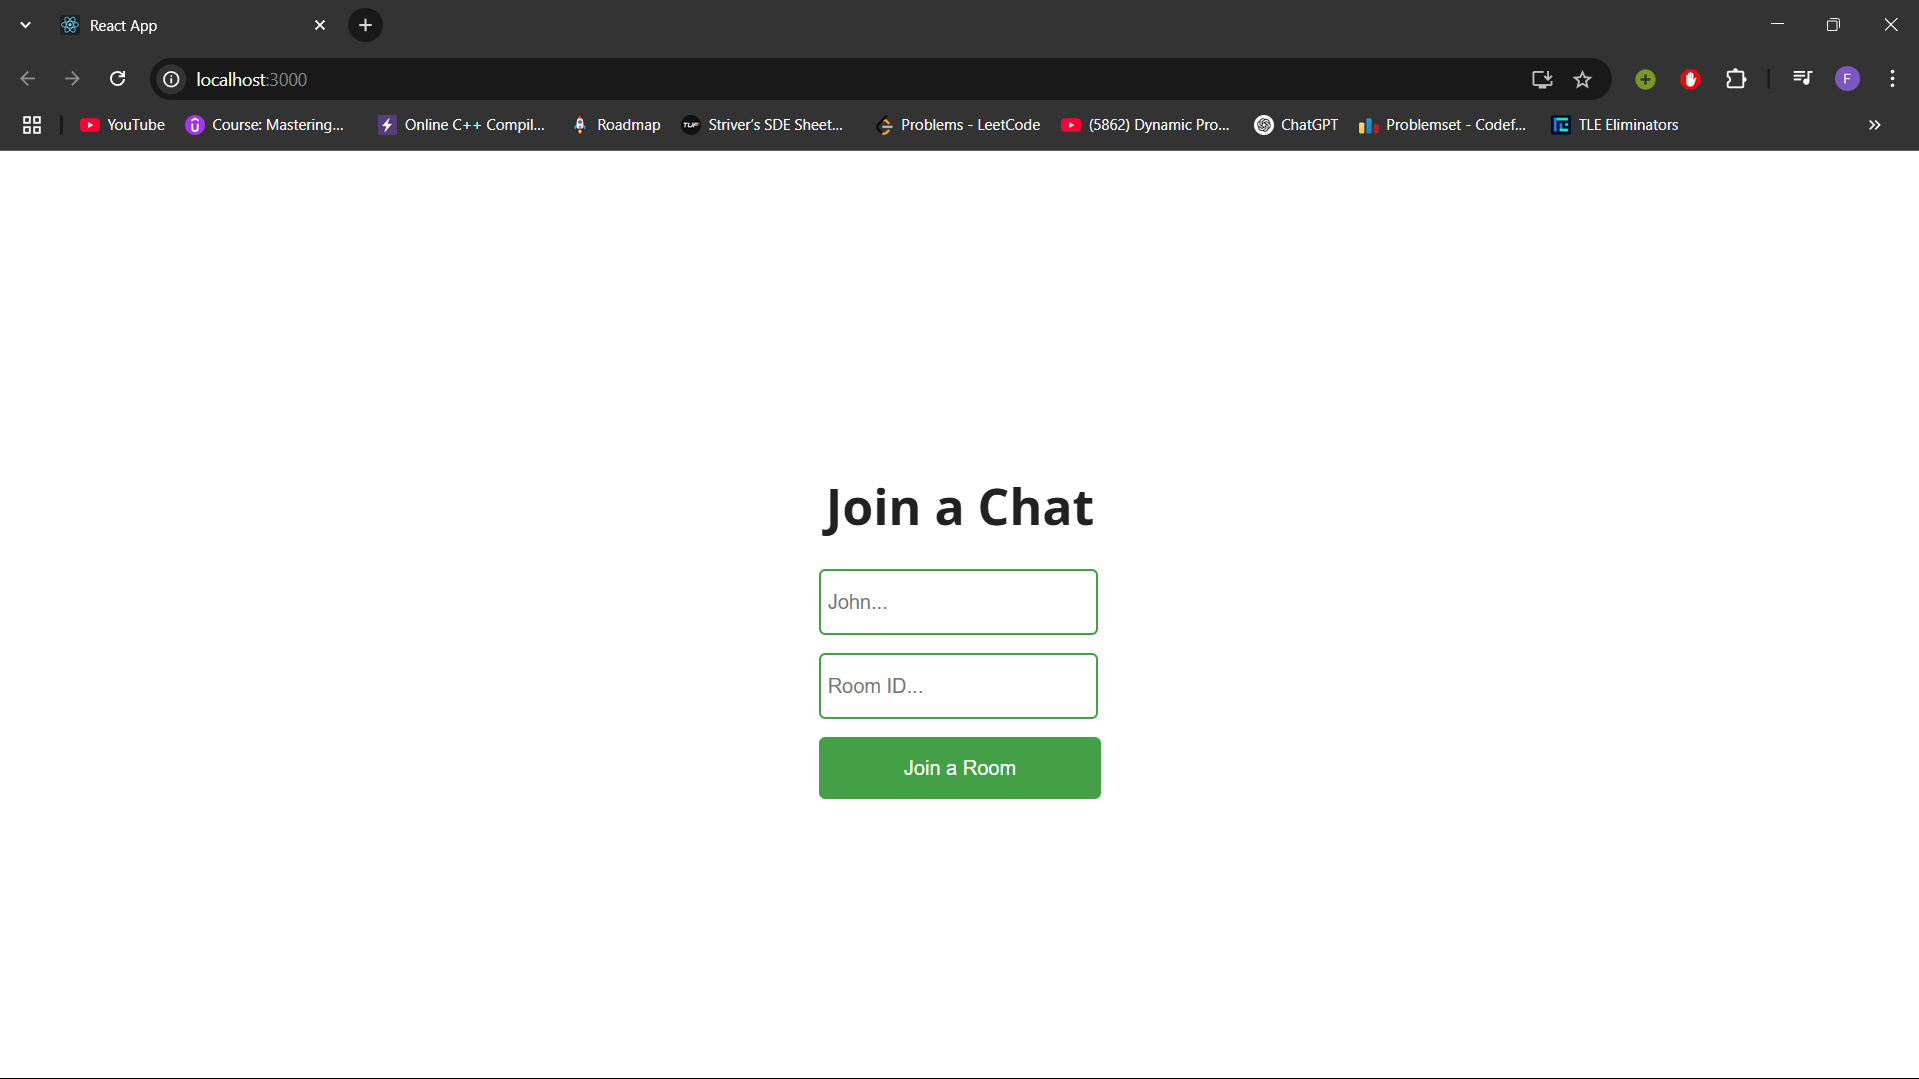 React App
localhost:3000
F
YouTube Course: Mastering... Online C++ Compil... Roadmap TUF Striver's SDE Sheet... Problems - LeetCode (5862) Dynamic Pro... ChatGPT Problemset - Codef... TLE Eliminators
Join a Chat
John...
Room ID...
Join a Room